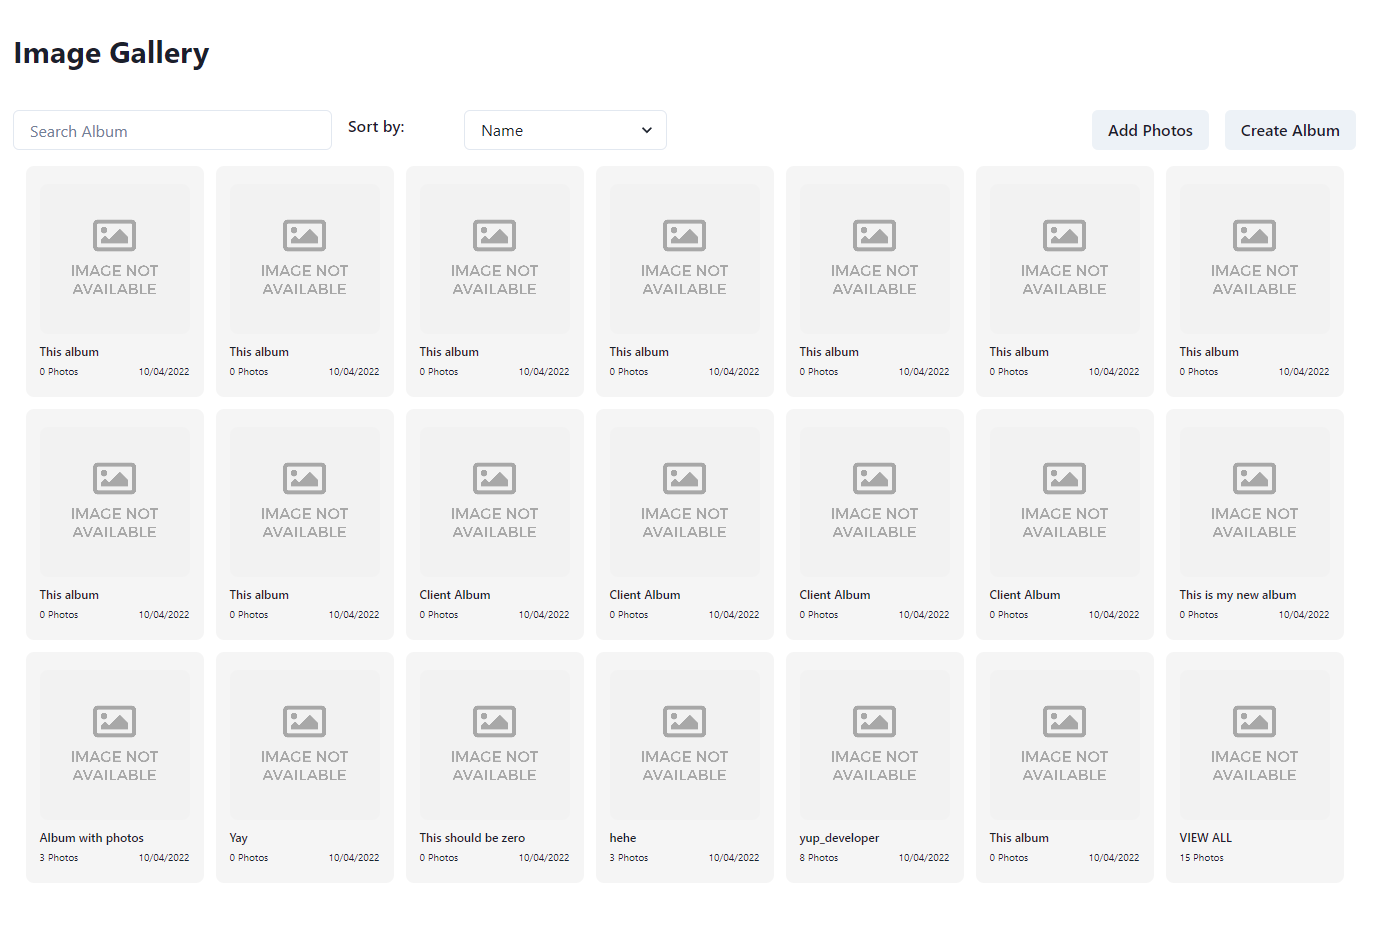 Image Gallery
Search Album
Sort by:
Name
Add Photos
Create Album
IMAGE NOT
AVAILABLE
This album
0 Photos 10/04/2022
IMAGE NOT
AVAILABLE
This album
0 Photos 10/04/2022
IMAGE NOT
AVAILABLE
This album
0 Photos 10/04/2022
IMAGE NOT
AVAILABLE
This album
0 Photos 10/04/2022
IMAGE NOT
AVAILABLE
This album
0 Photos 10/04/2022
IMAGE NOT
AVAILABLE
This album
0 Photos 10/04/2022
IMAGE NOT
AVAILABLE
This album
0 Photos 10/04/2022
IMAGE NOT
AVAILABLE
This album
0 Photos 10/04/2022
IMAGE NOT
AVAILABLE
This album
0 Photos 10/04/2022
IMAGE NOT
AVAILABLE
Client Album
0 Photos 10/04/2022
IMAGE NOT
AVAILABLE
Client Album
0 Photos 10/04/2022
IMAGE NOT
AVAILABLE
Client Album
0 Photos 10/04/2022
IMAGE NOT
AVAILABLE
Client Album
0 Photos 10/04/2022
IMAGE NOT
AVAILABLE
This is my new album
0 Photos 10/04/2022
IMAGE NOT
AVAILABLE
Album with photos
3 Photos 10/04/2022
IMAGE NOT
AVAILABLE
Yay
0 Photos 10/04/2022
IMAGE NOT
AVAILABLE
This should be zero
0 Photos 10/04/2022
IMAGE NOT
AVAILABLE
hehe
3 Photos 10/04/2022
IMAGE NOT
AVAILABLE
yup_developer
8 Photos 10/04/2022
IMAGE NOT
AVAILABLE
This album
0 Photos 10/04/2022
IMAGE NOT
AVAILABLE
VIEW ALL
15 Photos